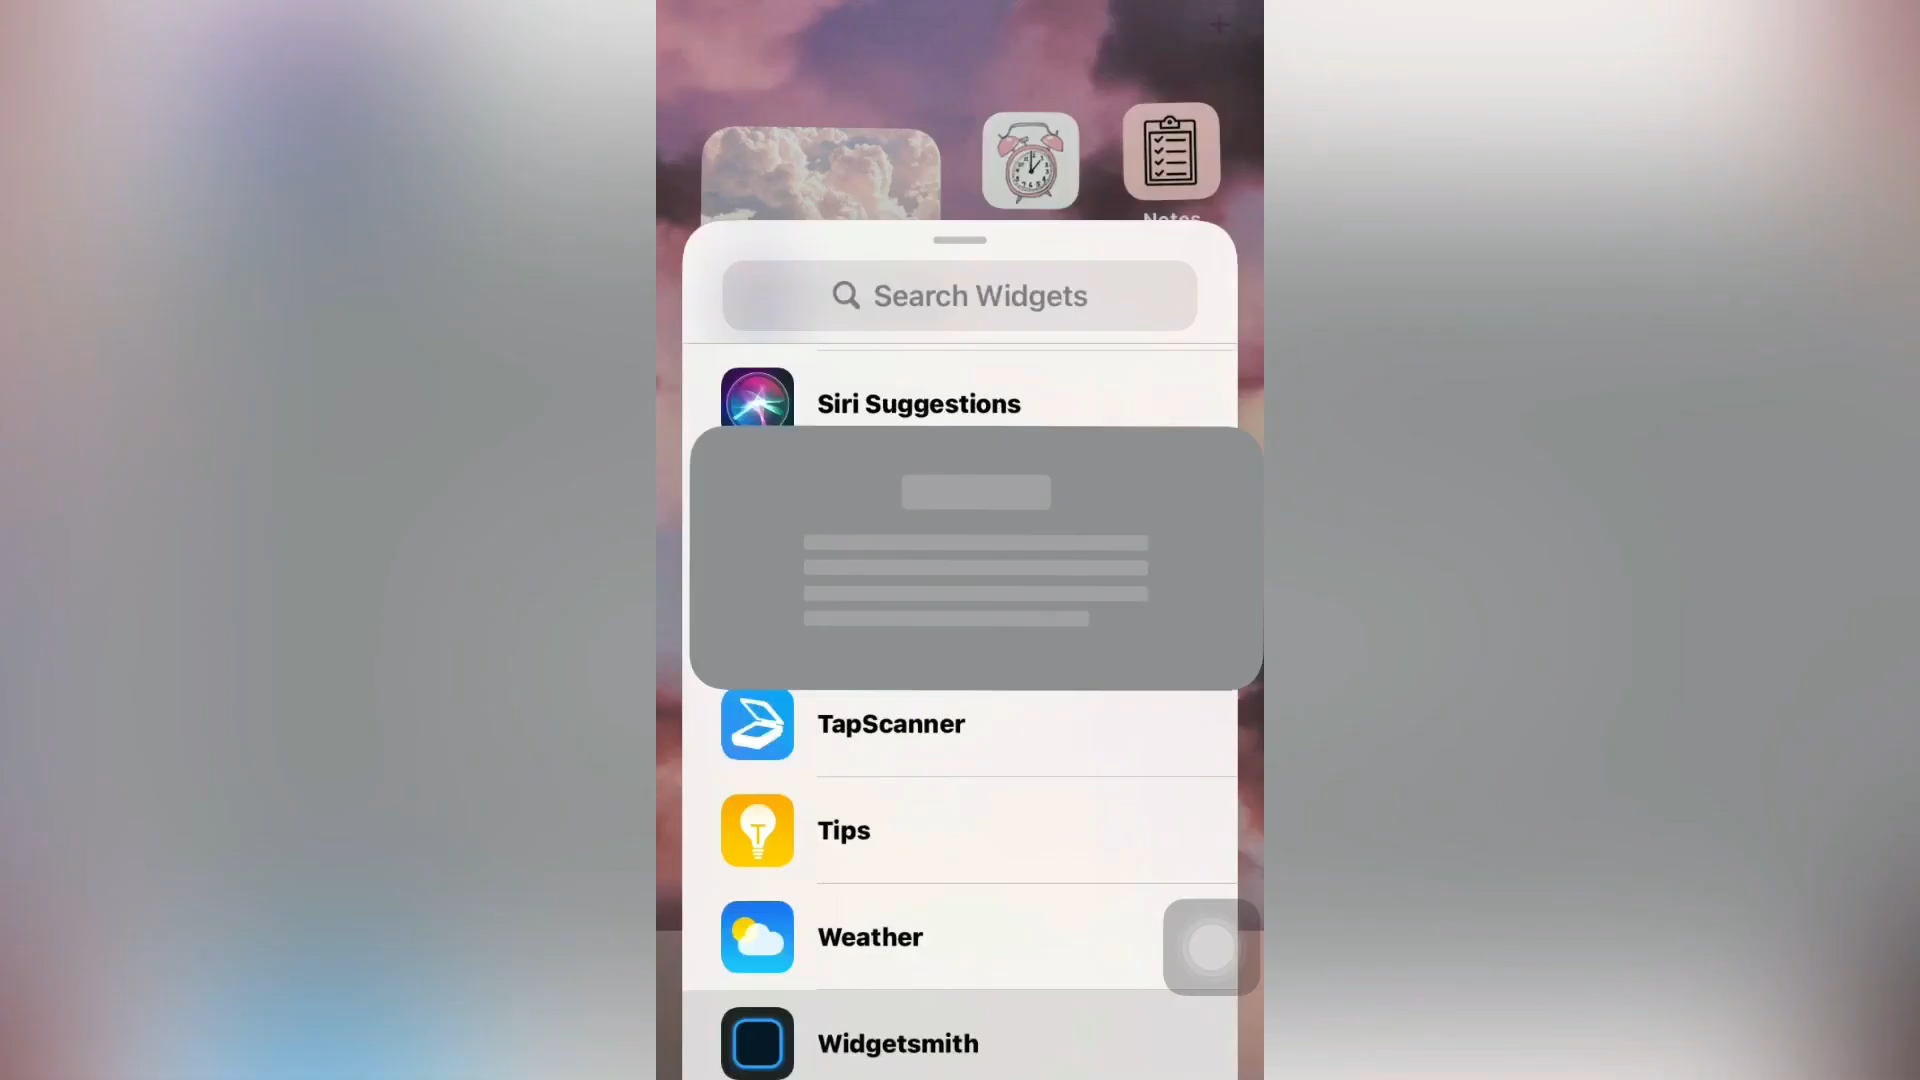 Notes
Search Widgets
Siri Suggestions
TapScanner
Tips
Weather
Widgetsmith